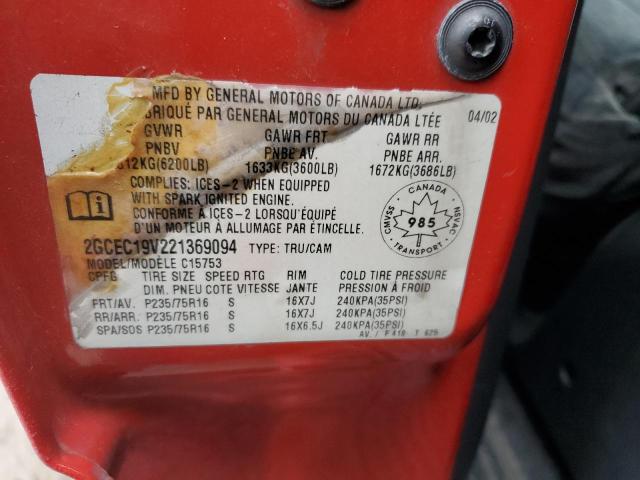 MFD BY GENERAL MOTORS OF CANADA LTD.
BRIQUÉ PAR GENERAL MOTORS DU CANADA LTÉE
04/02
GVWR GAWR FRT. GAWR RR
PNBV PNBE AV. PNBE ARR.
12KG(6200LB) 1633KG(3600LB) 1672KG(3686LB)
COMPLIES: ICES-2 WHEN EQUIPPED
WITH SPARK IGNITED ENGINE.
CONFORME À ICES-2 LORSQU'ÉQUIPÉ
D'UN MOTEUR À ALLUMAGE PAR ÉTINCELLE.
CANADA
CMVSS
985
NSVAC
TRANSPORT
2GCEC19V221369094 TYPE: TRU/CAM
MODEL/MODÈLE C15753
CPFG TIRE SIZE SPEED RTG RIM COLD TIRE PRESSURE
DIM. PNEU COTE VITESSE JANTE PRESSION À FROID
FRT/AV. P235/75R16 S 16X7J 240KPA(35PSI)
RR/ARR. P235/75R16 S 16X7J 240KPA(35PSI)
SPA/SOS P235/75R16 S 16X6.5J 240KPA(35PSI)